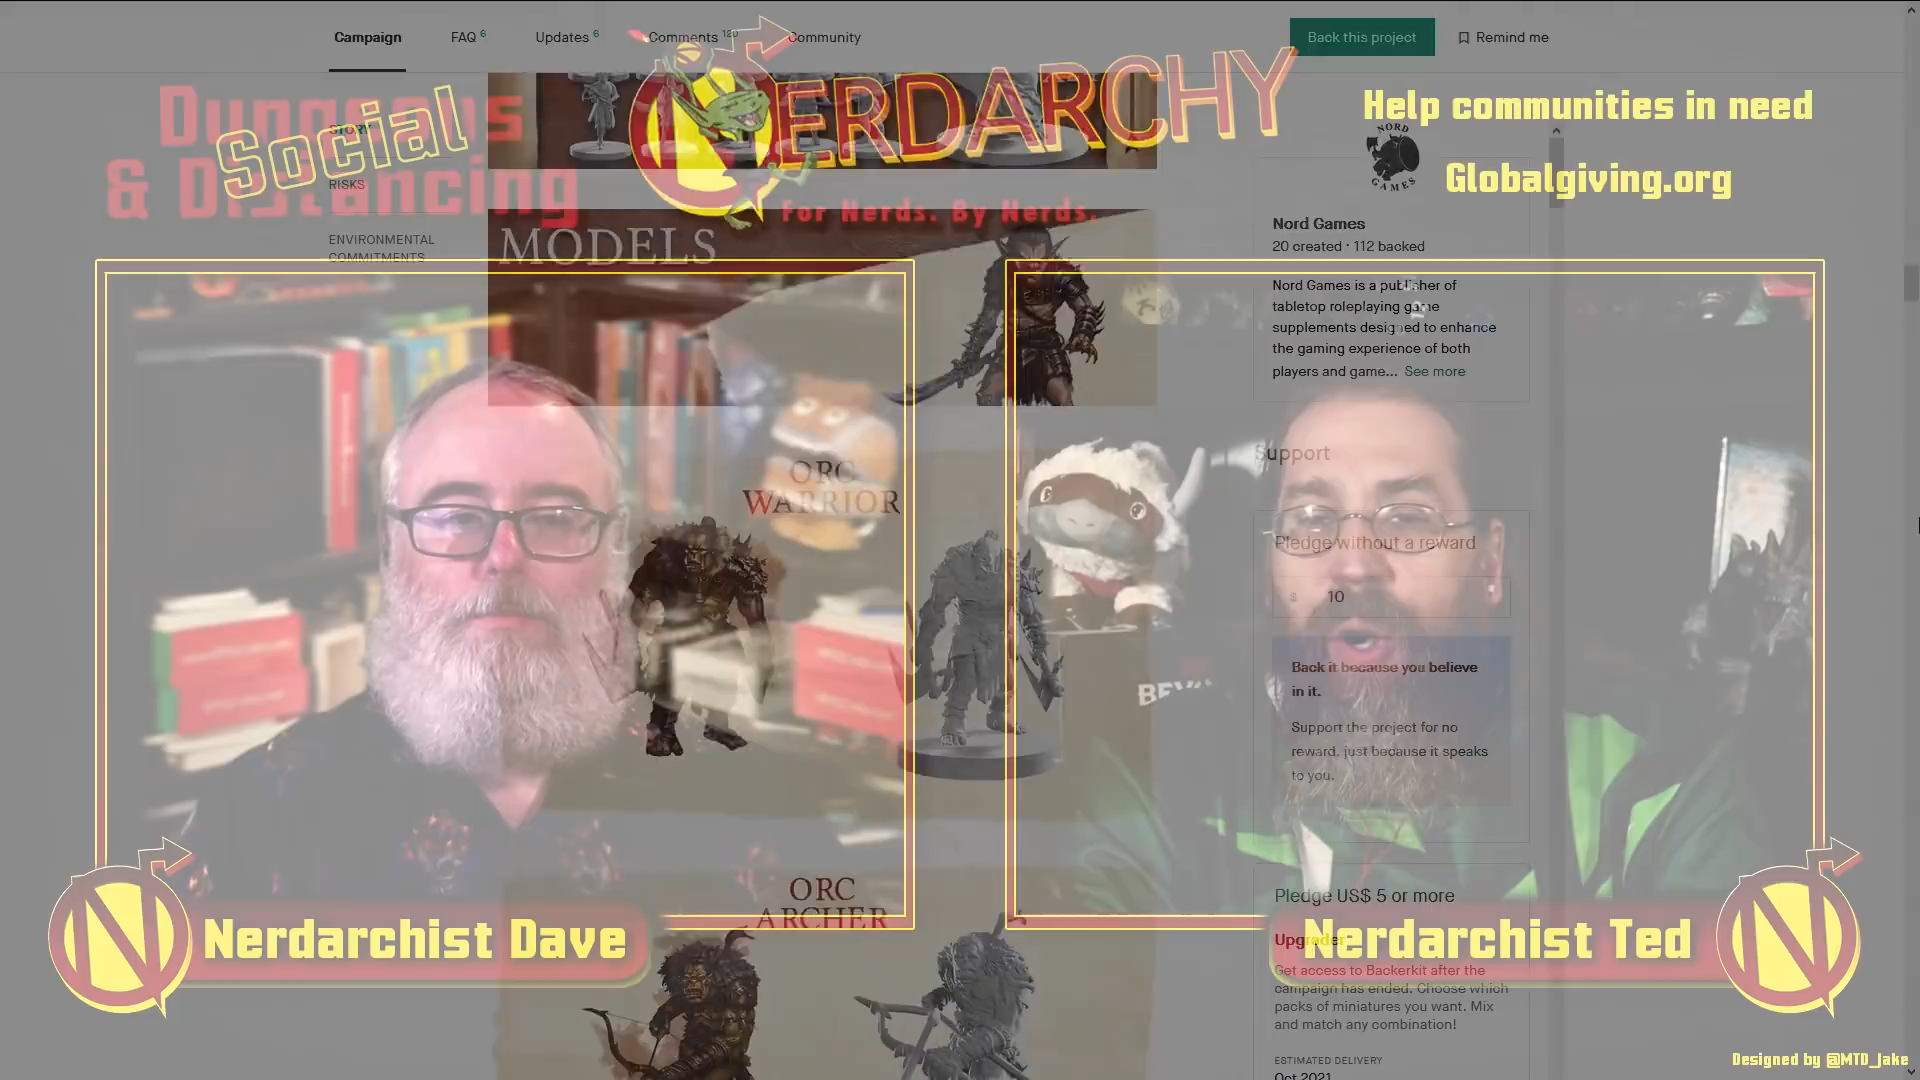 Campaign
FAQ 6
Updates 6
Comments 120
Community
Back this project
Remind me
Dungeons
Social
& Distancing
STORY
RISKS
ENVIRONMENTAL
COMMITMENTS
NERDARCHY
For Nerds. By Nerds.
Help communities in need
Globalgiving.org
NORD
GAMES
Nord Games
20 created · 112 backed
Nord Games is a publisher of
tabletop roleplaying game
supplements designed to enhance
the gaming experience of both
players and game... See more
MODELS
ORC
WARRIOR
ORC
ARCHER
Support
Pledge without a reward
$ 10
Back it because you believe
in it.
Support the project for no
reward, just because it speaks
to you.
Pledge US$ 5 or more
Upgrader
Get access to Backerkit after the
campaign has ended. Choose which
packs of miniatures you want. Mix
and match any combination!
ESTIMATED DELIVERY
Oct 2021
N Nerdarchist Dave
Nerdarchist Ted N
Designed by @MTD_Jake